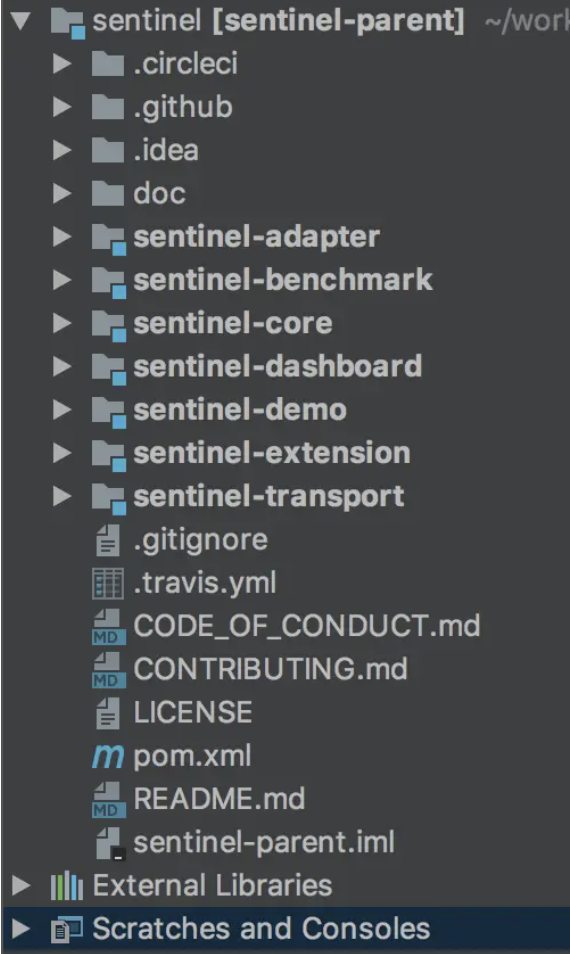 sentinel [sentinel-parent] ~/work
.circleci
.github
.idea
doc
sentinel-adapter
sentinel-benchmark
sentinel-core
sentinel-dashboard
sentinel-demo
sentinel-extension
sentinel-transport
.gitignore
.travis.yml
MD CODE_OF_CONDUCT.md
MD CONTRIBUTING.md
LICENSE
m pom.xml
MD README.md
sentinel-parent.iml
External Libraries
Scratches and Consoles